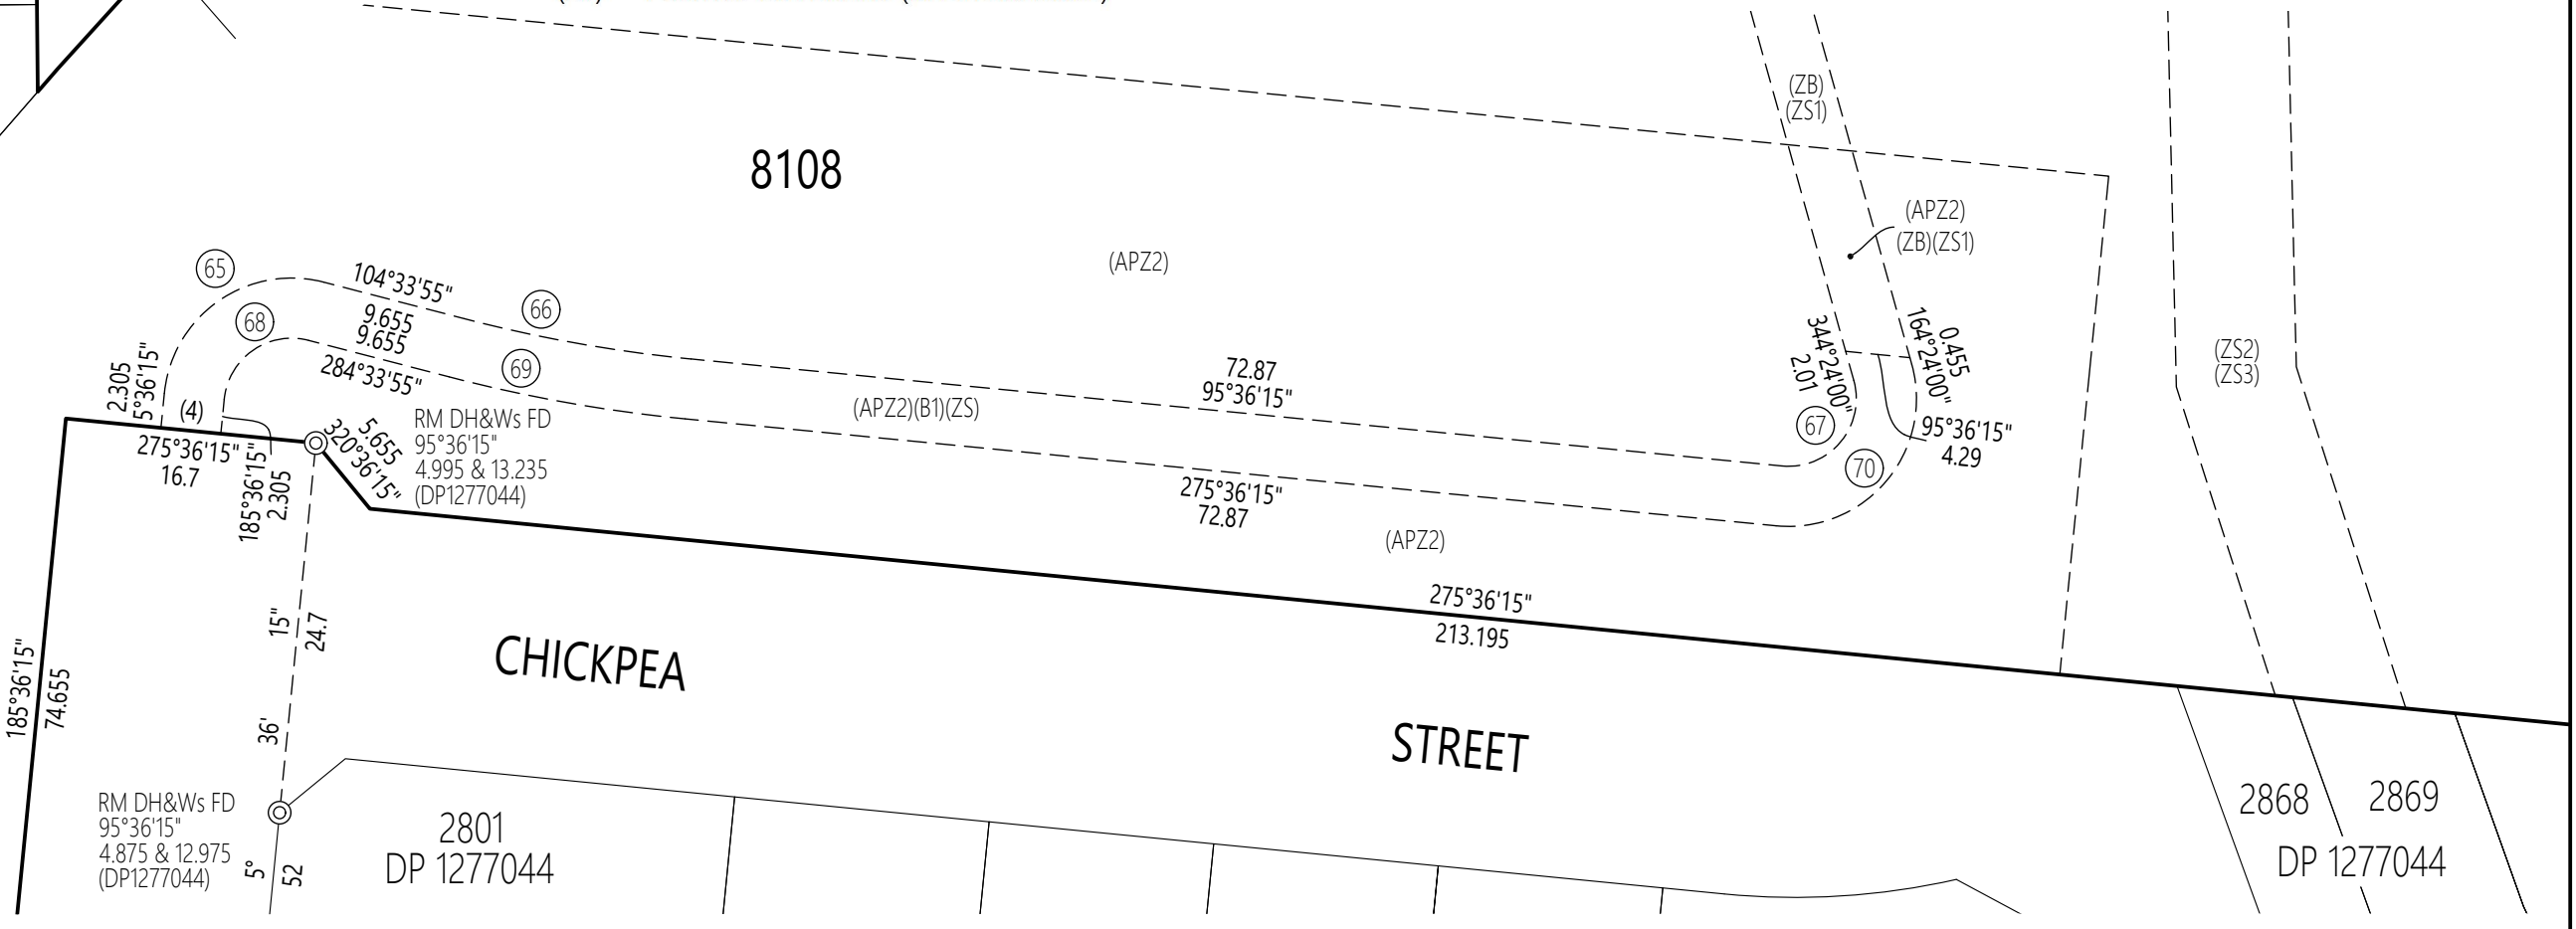 (ZB)
(ZS1)
8108
(APZ2)
(ZB)(ZS1)
(APZ2)
65
104°33'55"
9.655
66
68
9.655
284°33'55"
69
2.305
5°36'15"
(4)
275°36'15"
16.7
185°36'15"
2.305
5.655
320°36'15"
RM DH&Ws FD
95°36'15"
4.995 & 13.235
(DP1277044)
(APZ2)(B1)(ZS)
72.87
95°36'15"
275°36'15"
72.87
344°24'00"
2.01
0.455
164°24'00"
67
70
95°36'15"
4.29
(ZS2)
(ZS3)
(APZ2)
275°36'15"
213.195
15"
24.7
36'
185°36'15"
74.655
CHICKPEA
STREET
RM DH&Ws FD
95°36'15"
4.875 & 12.975
(DP1277044)
5°
52
2801
DP 1277044
2868
2869
DP 1277044